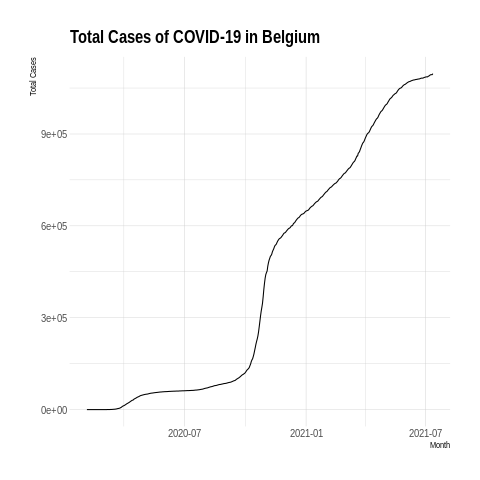 Total Cases of COVID-19 in Belgium
Total Cases
9e+05
6e+05
3e+05
0e+00
2020-07
2021-01
2021-07
Month